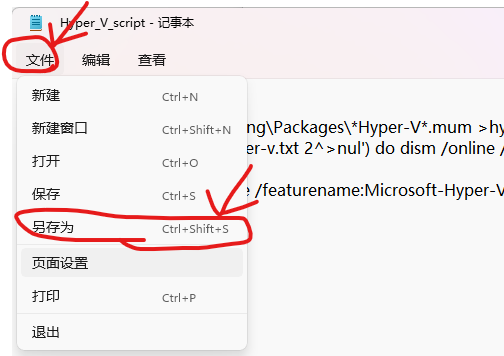 Hyper_V_script - 记事本
文件 编辑 查看
新建 Ctrl+N
新建窗口 Ctrl+Shift+N
打开 Ctrl+O
保存 Ctrl+S
另存为 Ctrl+Shift+S
页面设置
打印 Ctrl+P
退出
ng\Packages\*Hyper-V*.mum >hy
er-v.txt 2^>nul') do dism /online /
e /featurename:Microsoft-Hyper-V